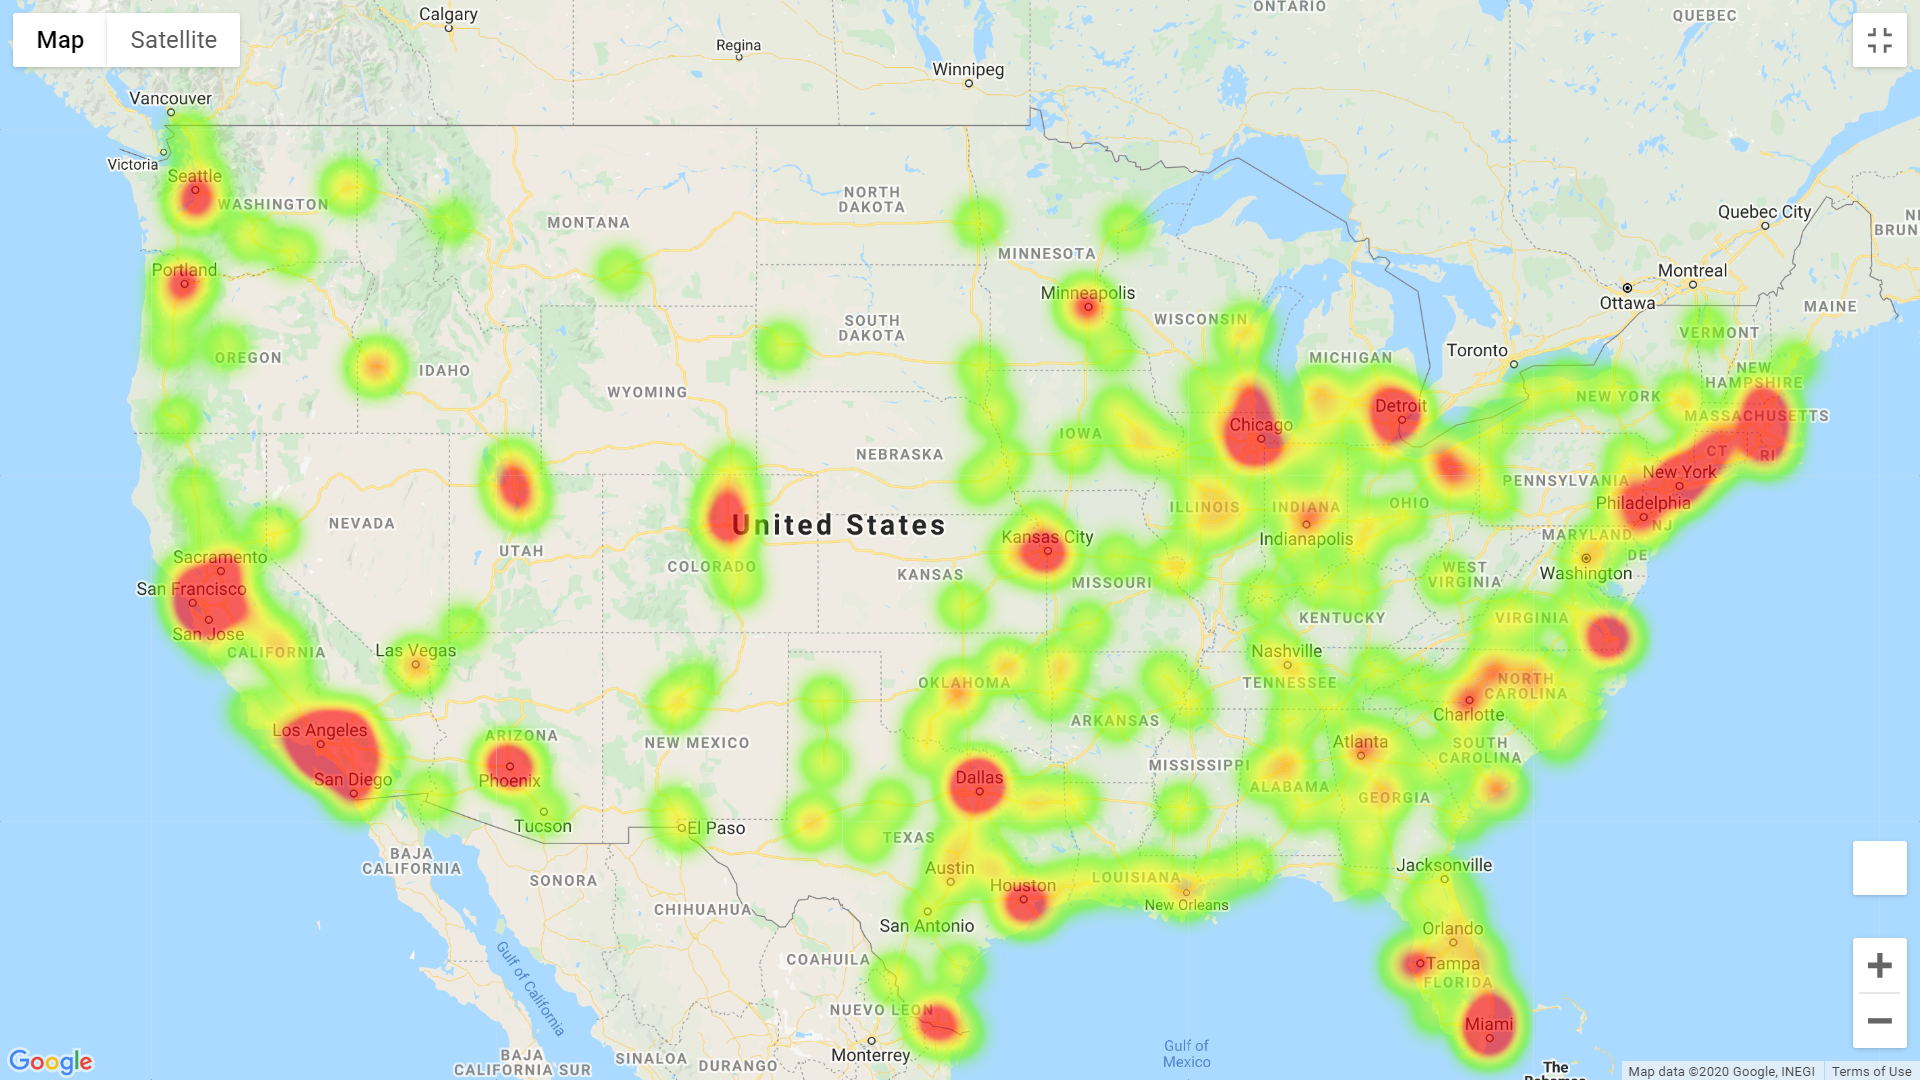 Calgary
ONTARIO
QUEBEC
Map
Satellite
Regina
Winnipeg
Vancouver
Victoria
Seattle
WASHINGTON
NORTH
DAKOTA
MONTANA
Quebec City
NE
BRUN
MINNESOTA
Portland
Montreal
Minneapolis
Ottawa
MAINE
WISCONSIN
SOUTH
DAKOTA
VERMONT
Toronto
OREGON
IDAHO
MICHIGAN
NEW
HAMPSHIRE
WYOMING
NEW YORK
Detroit
MASSACHUSETTS
Chicago
IOWA
NEBRASKA
CT
RI
New York
PENNSYLVANIA
Philadelphia
OHIO
ILLINOIS
INDIANA
NEVADA
United States
NJ
MARYLAND
Kansas City
Indianapolis
UTAH
DE
Sacramento
COLORADO
KANSAS
MISSOURI
WEST
VIRGINIA
Washington
San Francisco
KENTUCKY
VIRGINIA
San Jose
CALIFORNIA
Las Vegas
Nashville
OKLAHOMA
TENNESSEE
NORTH
CAROLINA
Charlotte
ARKANSAS
Los Angeles
ARIZONA
NEW MEXICO
Atlanta
SOUTH
CAROLINA
MISSISSIPPI
San Diego
Phoenix
Dallas
ALABAMA
GEORGIA
Tucson
El Paso
TEXAS
BAJA
CALIFORNIA
SONORA
Austin
LOUISIANA
Jacksonville
Houston
CHIHUAHUA
New Orleans
San Antonio
Orlando
COAHUILA
Tampa
FLORIDA
Gulf of California
NUEVO LEON
Miami
Monterrey
Gulf of
Mexico
BAJA
CALIFORNIA SUR
SINALOA
DURANGO
The
Bahamas
Google
Map data ©2020 Google, INEGI
Terms of Use